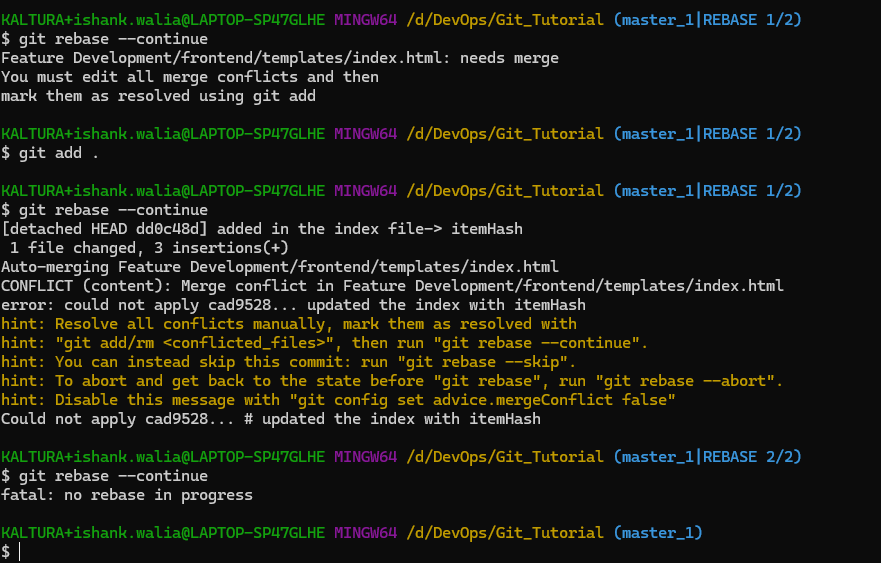 KALTURA+ishank.walia@LAPTOP-SP47GLHE MINGW64 /d/DevOps/Git_Tutorial (master_1|REBASE 1/2)
$ git rebase --continue
Feature Development/frontend/templates/index.html: needs merge
You must edit all merge conflicts and then
mark them as resolved using git add
KALTURA+ishank.walia@LAPTOP-SP47GLHE MINGW64 /d/DevOps/Git_Tutorial (master_1|REBASE 1/2)
$ git add .
KALTURA+ishank.walia@LAPTOP-SP47GLHE MINGW64 /d/DevOps/Git_Tutorial (master_1|REBASE 1/2)
$ git rebase --continue
[detached HEAD dd0c48d] added in the index file-> itemHash
 1 file changed, 3 insertions(+)
Auto-merging Feature Development/frontend/templates/index.html
CONFLICT (content): Merge conflict in Feature Development/frontend/templates/index.html
error: could not apply cad9528... updated the index with itemHash
hint: Resolve all conflicts manually, mark them as resolved with
hint: "git add/rm <conflicted_files>", then run "git rebase --continue".
hint: You can instead skip this commit: run "git rebase --skip".
hint: To abort and get back to the state before "git rebase", run "git rebase --abort".
hint: Disable this message with "git config set advice.mergeConflict false"
Could not apply cad9528... # updated the index with itemHash
KALTURA+ishank.walia@LAPTOP-SP47GLHE MINGW64 /d/DevOps/Git_Tutorial (master_1|REBASE 2/2)
$ git rebase --continue
fatal: no rebase in progress
KALTURA+ishank.walia@LAPTOP-SP47GLHE MINGW64 /d/DevOps/Git_Tutorial (master_1)
$